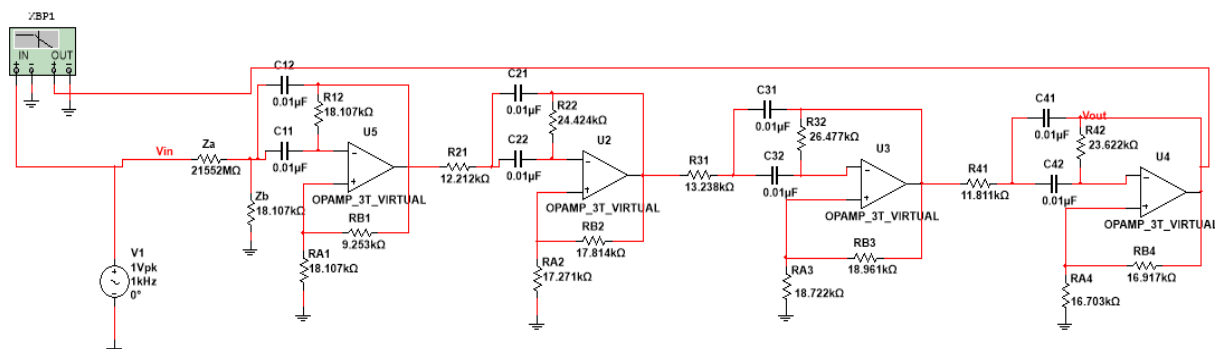 XBP1
IN OUT
C12
0.01µF
R12
18.107kΩ
C11
0.01µF
U5
Vin
Za
21552MΩ
Zb
18.107kΩ
OPAMP_3T_VIRTUAL
RB1
9.253kΩ
RA1
18.107kΩ
V1
1Vpk
1kHz
0°
R21
12.212kΩ
C21
0.01µF
R22
24.424kΩ
C22
0.01µF
U2
OPAMP_3T_VIRTUAL
RB2
17.814kΩ
RA2
17.271kΩ
R31
13.238kΩ
C31
0.01µF
R32
26.477kΩ
C32
0.01µF
U3
OPAMP_3T_VIRTUAL
RB3
18.961kΩ
RA3
18.722kΩ
R41
11.811kΩ
C41
0.01µF
Vout
R42
23.622kΩ
C42
0.01µF
U4
OPAMP_3T_VIRTUAL
RB4
16.917kΩ
RA4
16.703kΩ